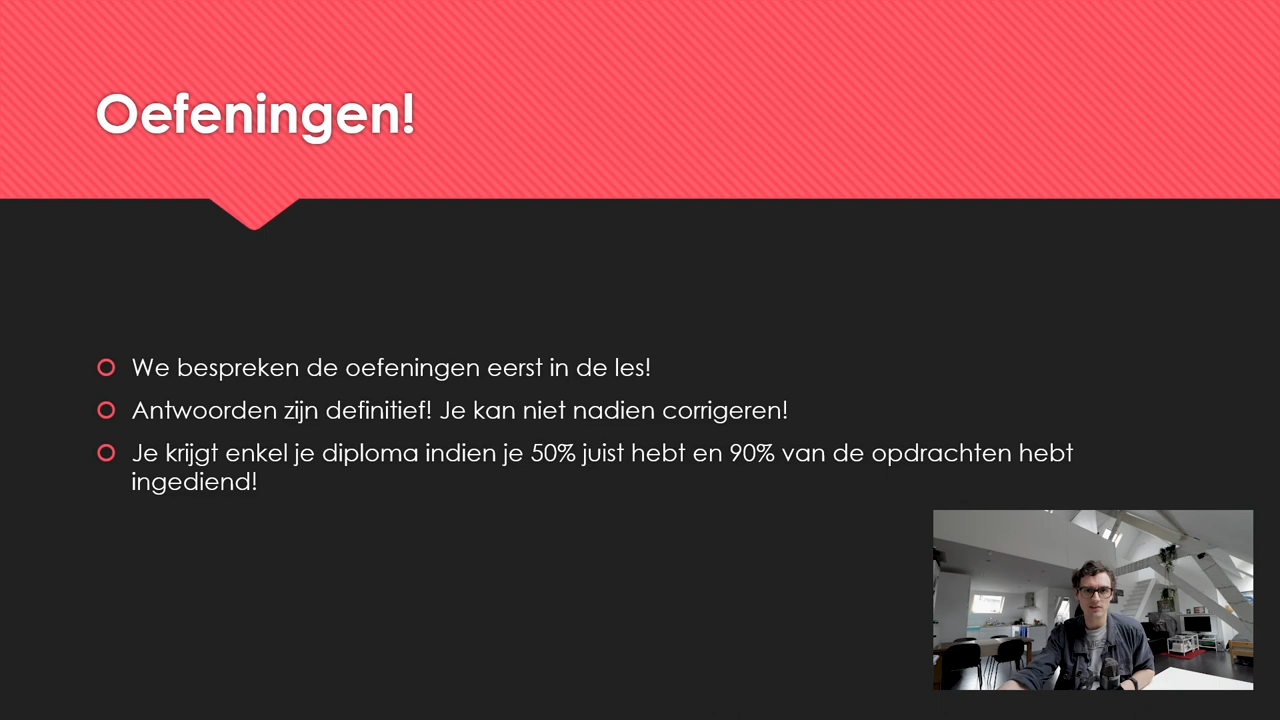 Oefeningen!
We bespreken de oefeningen eerst in de les!
Antwoorden zijn definitief! Je kan niet nadien corrigeren!
Je krijgt enkel je diploma indien je 50% juist hebt en 90% van de opdrachten hebt
ingediend!